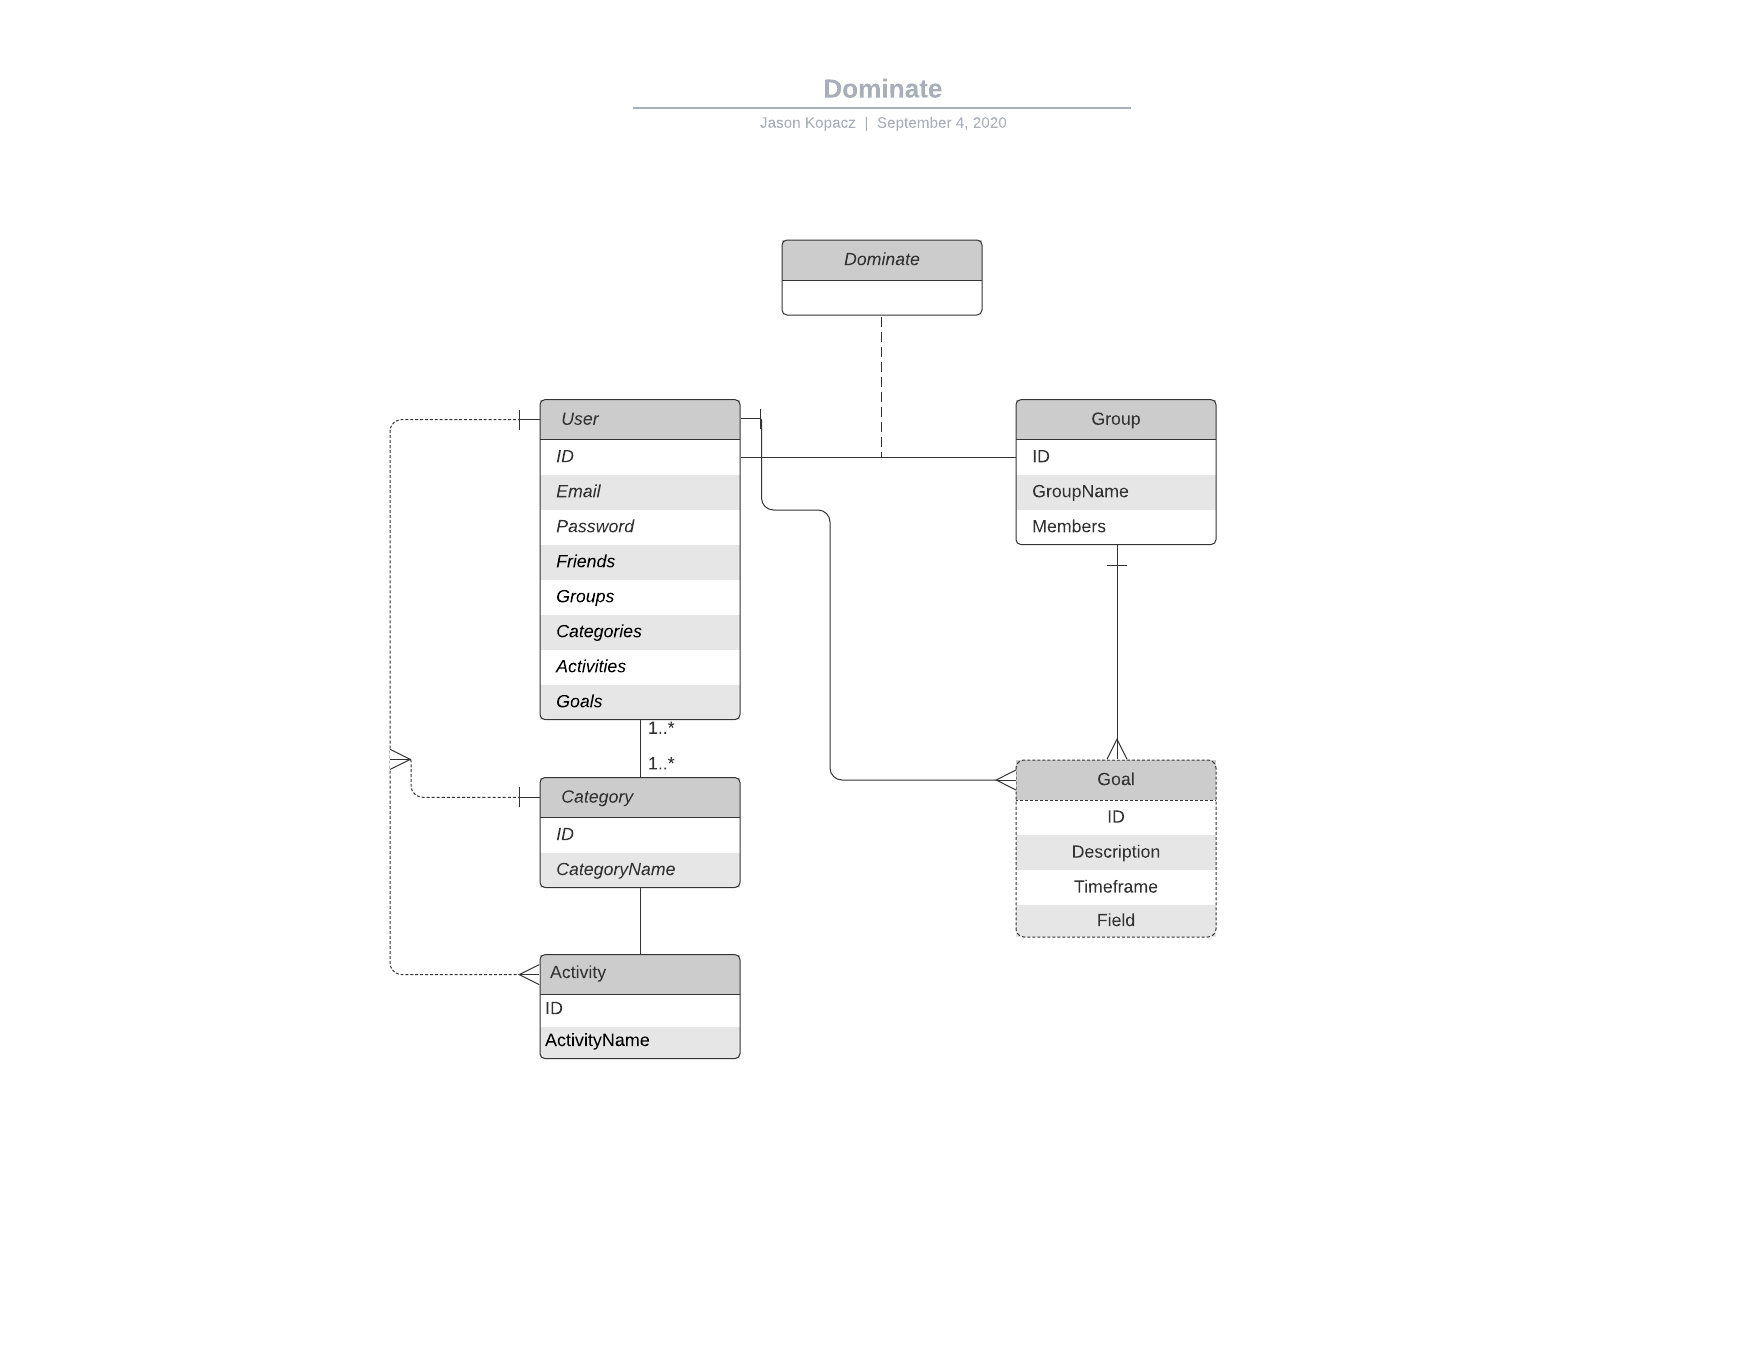 Dominate
Jason Kopacz | September 4, 2020
Dominate
User
ID
Email
Password
Friends
Groups
Categories
Activities
Goals
1..*
1..*
Group
ID
GroupName
Members
Category
ID
CategoryName
Goal
ID
Description
Timeframe
Field
Activity
ID
ActivityName